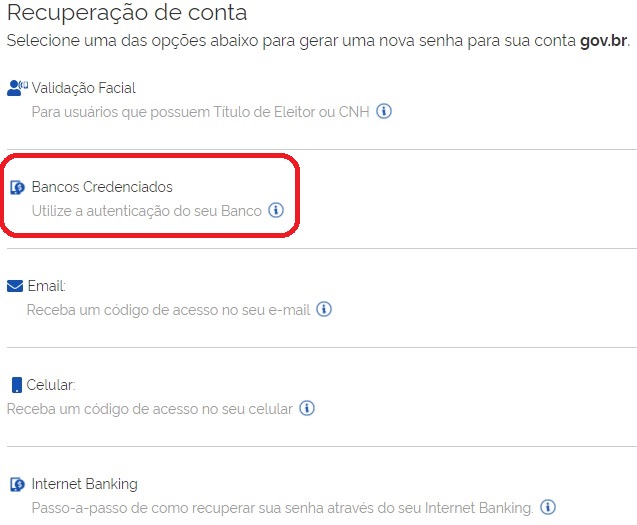 Recuperação de conta
Selecione uma das opções abaixo para gerar uma nova senha para sua conta gov.br.
Validação Facial
Para usuários que possuem Título de Eleitor ou CNH
Bancos Credenciados
Utilize a autenticação do seu Banco
Email:
Receba um código de acesso no seu e-mail
Celular:
Receba um código de acesso no seu celular
Internet Banking
Passo-a-passo de como recuperar sua senha através do seu Internet Banking.